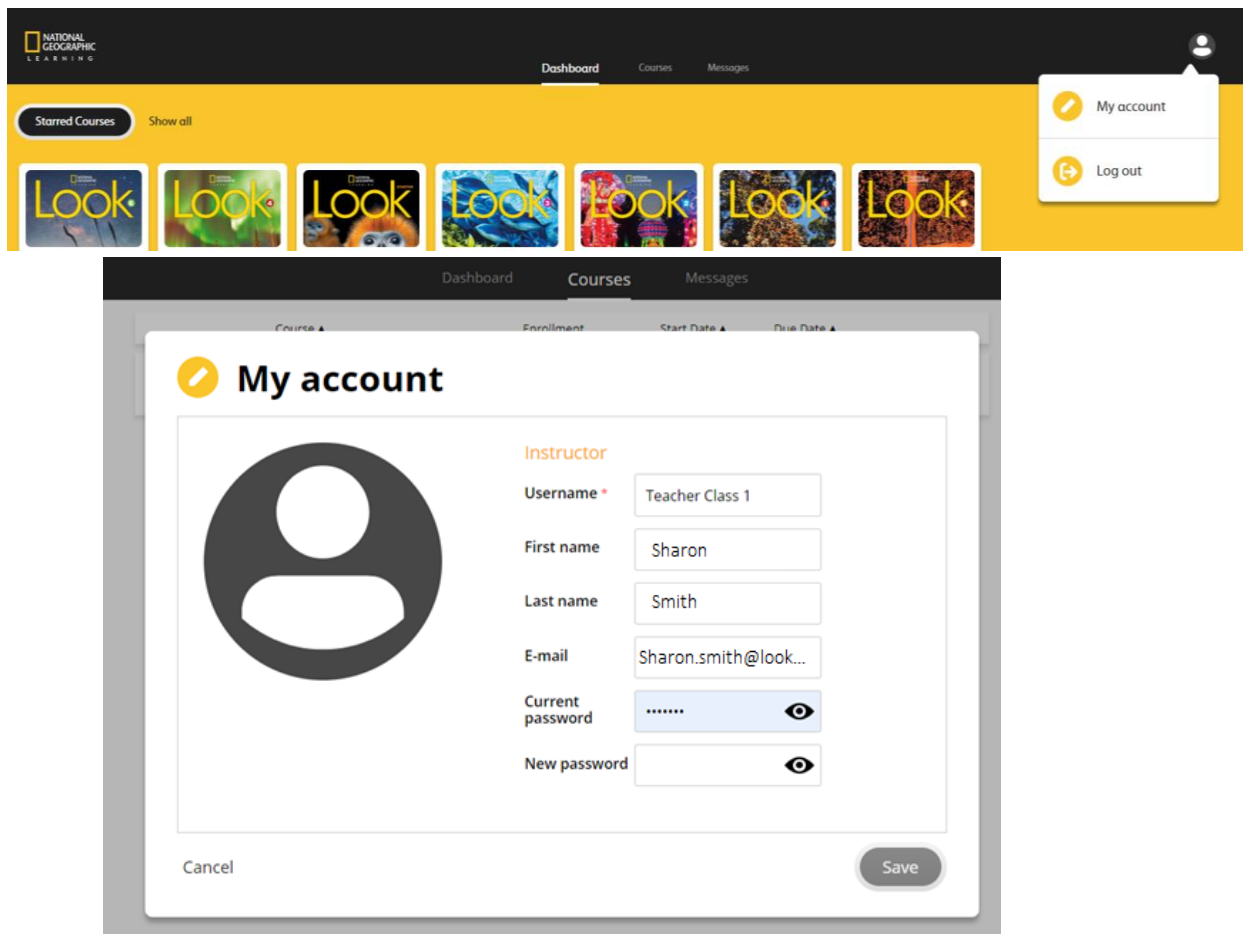 NATIONAL
GEOGRAPHIC
LEARNING
Dashboard Courses Messages
My account
Log out
Starred Courses Show all
Look Look Look Look Look Look Look
Dashboard Courses Messages
Course ▲ Enrollment Start Date ▲ Due Date ▲
My account
Instructor
Username * Teacher Class 1
First name Sharon
Last name Smith
E-mail Sharon.smith@look...
Current
password •••••••
New password
Cancel Save